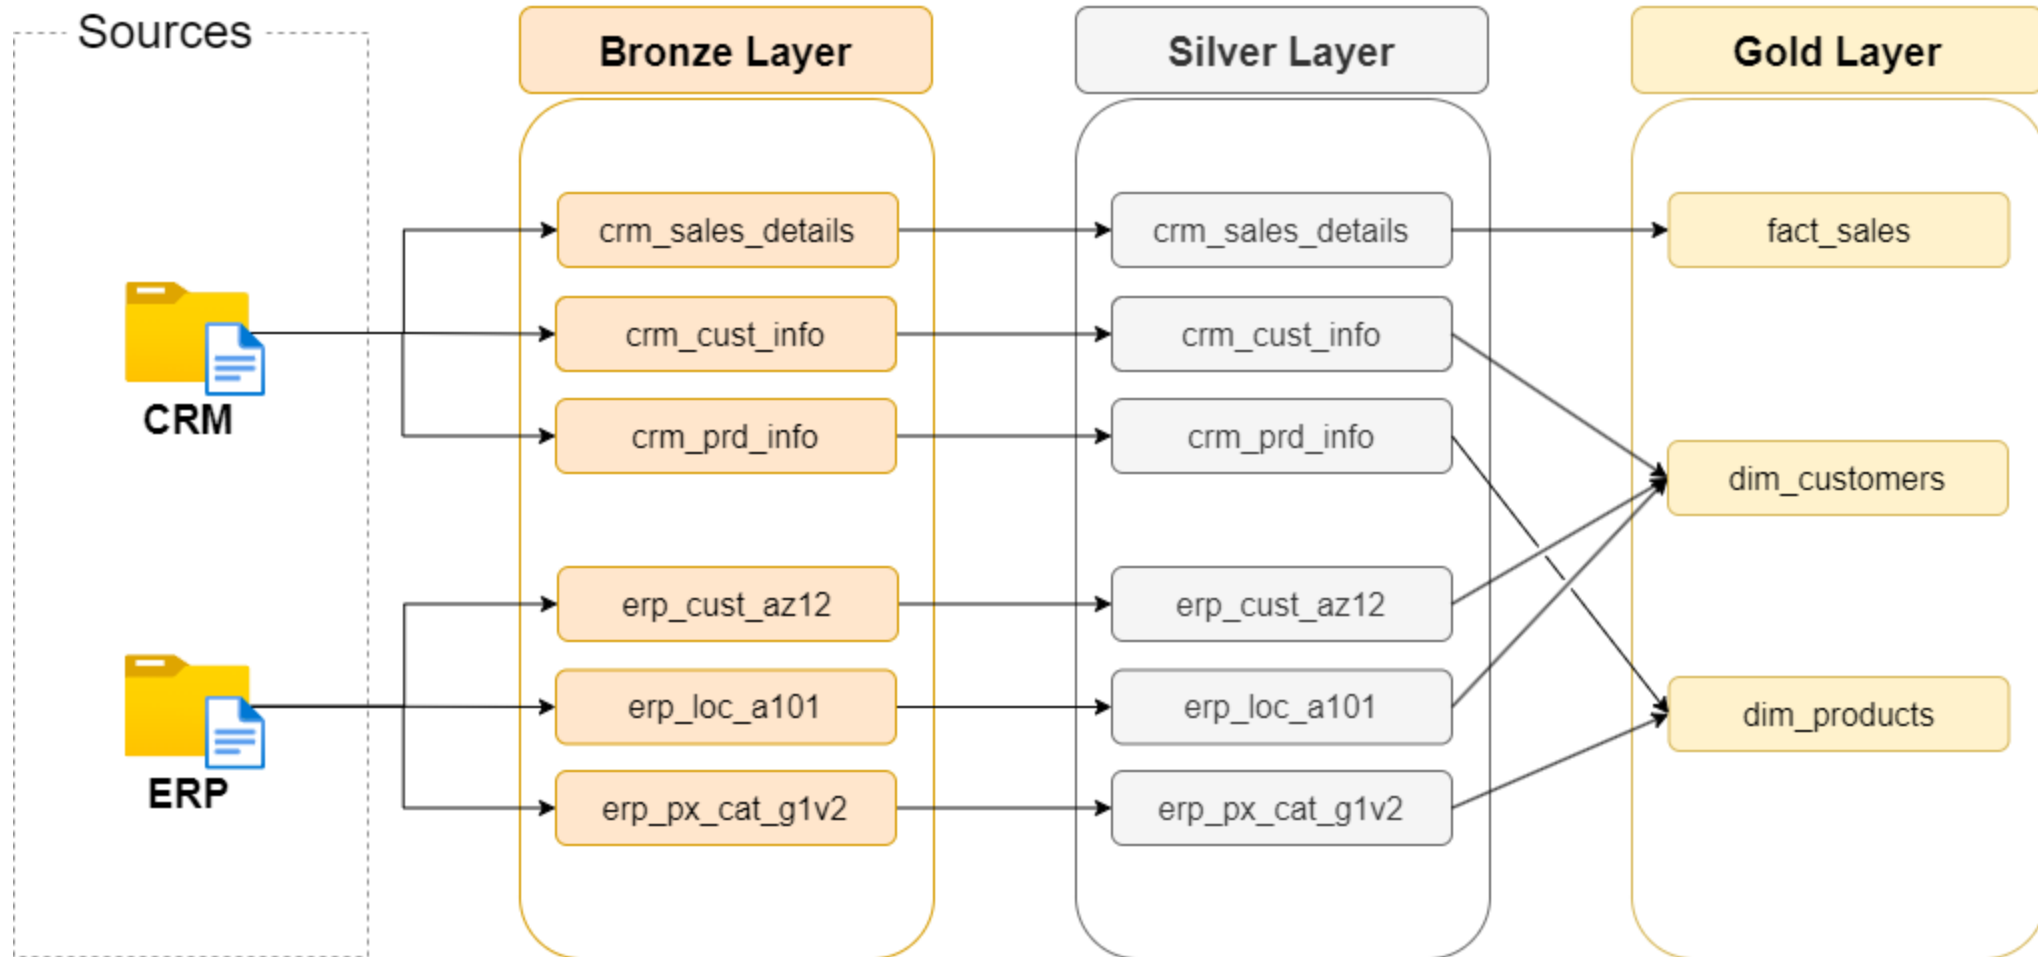 Sources
Bronze Layer
Silver Layer
Gold Layer
crm_sales_details
crm_sales_details
fact_sales
crm_cust_info
crm_cust_info
CRM
crm_prd_info
crm_prd_info
dim_customers
erp_cust_az12
erp_cust_az12
erp_loc_a101
erp_loc_a101
dim_products
ERP
erp_px_cat_g1v2
erp_px_cat_g1v2